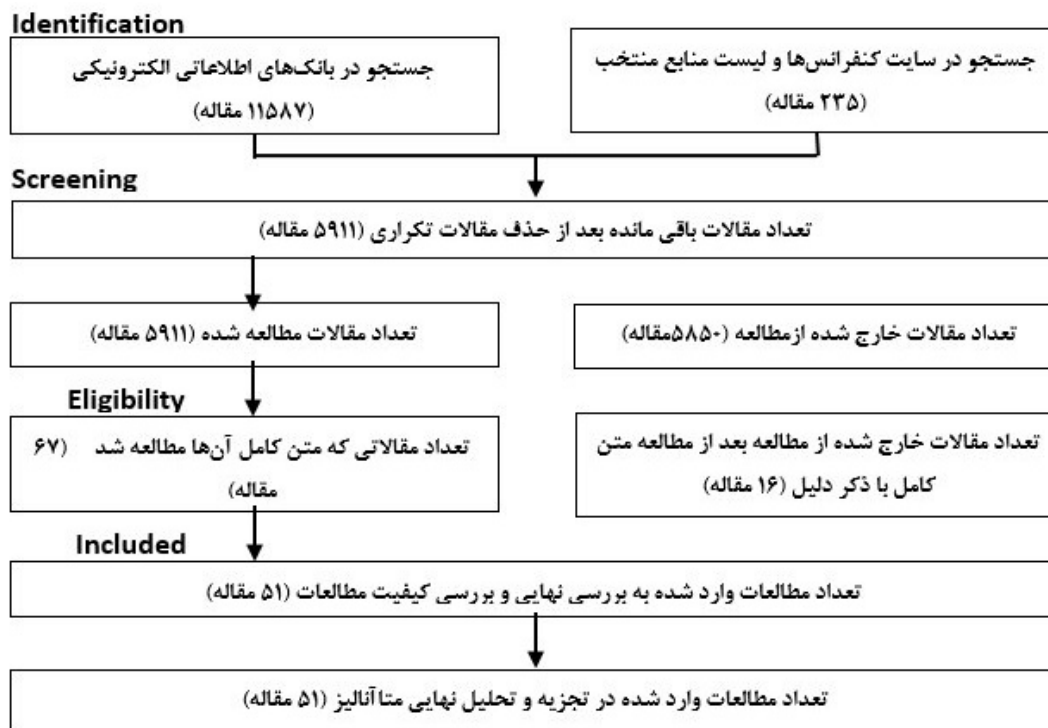 Identification
جستجو در بانک‌های اطلاعاتی الکترونیکی
(۱۱۵۸۷ مقاله)
جستجو در سایت کنفرانس‌ها و لیست منابع منتخب
(۲۳۵ مقاله)
Screening
تعداد مقالات باقی مانده بعد از حذف مقالات تکراری (۵۹۱۱ مقاله)
تعداد مقالات مطالعه شده (۵۹۱۱ مقاله)
تعداد مقالات خارج شده ازمطالعه (۵۸۵۰مقاله)
Eligibility
تعداد مقالاتی که متن کامل آن‌ها مطالعه شد (۶۷
مقاله)
تعداد مقالات خارج شده از مطالعه بعد از مطالعه متن
کامل با ذکر دلیل (۱۶ مقاله)
Included
تعداد مطالعات وارد شده به بررسی نهایی و بررسی کیفیت مطالعات (۵۱ مقاله)
تعداد مطالعات وارد شده در تجزیه و تحلیل نهایی متاآنالیز (۵۱ مقاله)